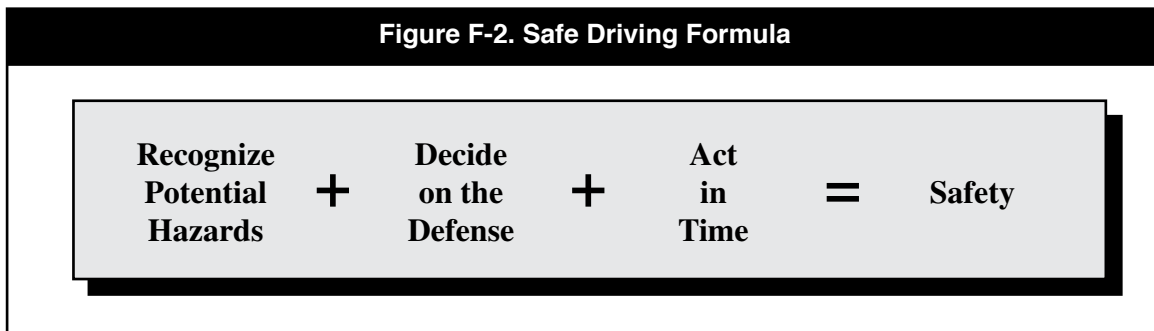 Figure F-2. Safe Driving Formula
Recognize
Potential
Hazards
+
Decide
on the
Defense
+
Act
in
Time
=
Safety